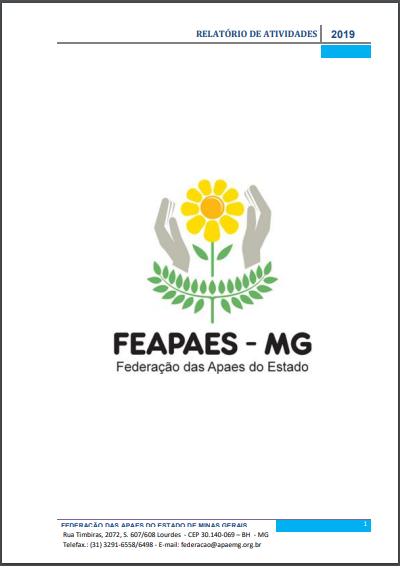 RELATÓRIO DE ATIVIDADES 2019
FEAPAES - MG
Federação das Apaes do Estado
FEDERAÇÃO DAS APAES DO ESTADO DE MINAS GERAIS 1
Rua Timbiras, 2072, S. 607/608 Lourdes - CEP 30.140-069 – BH - MG
Telefax.: (31) 3291-6558/6498 - E-mail: federacao@apaemg.org.br